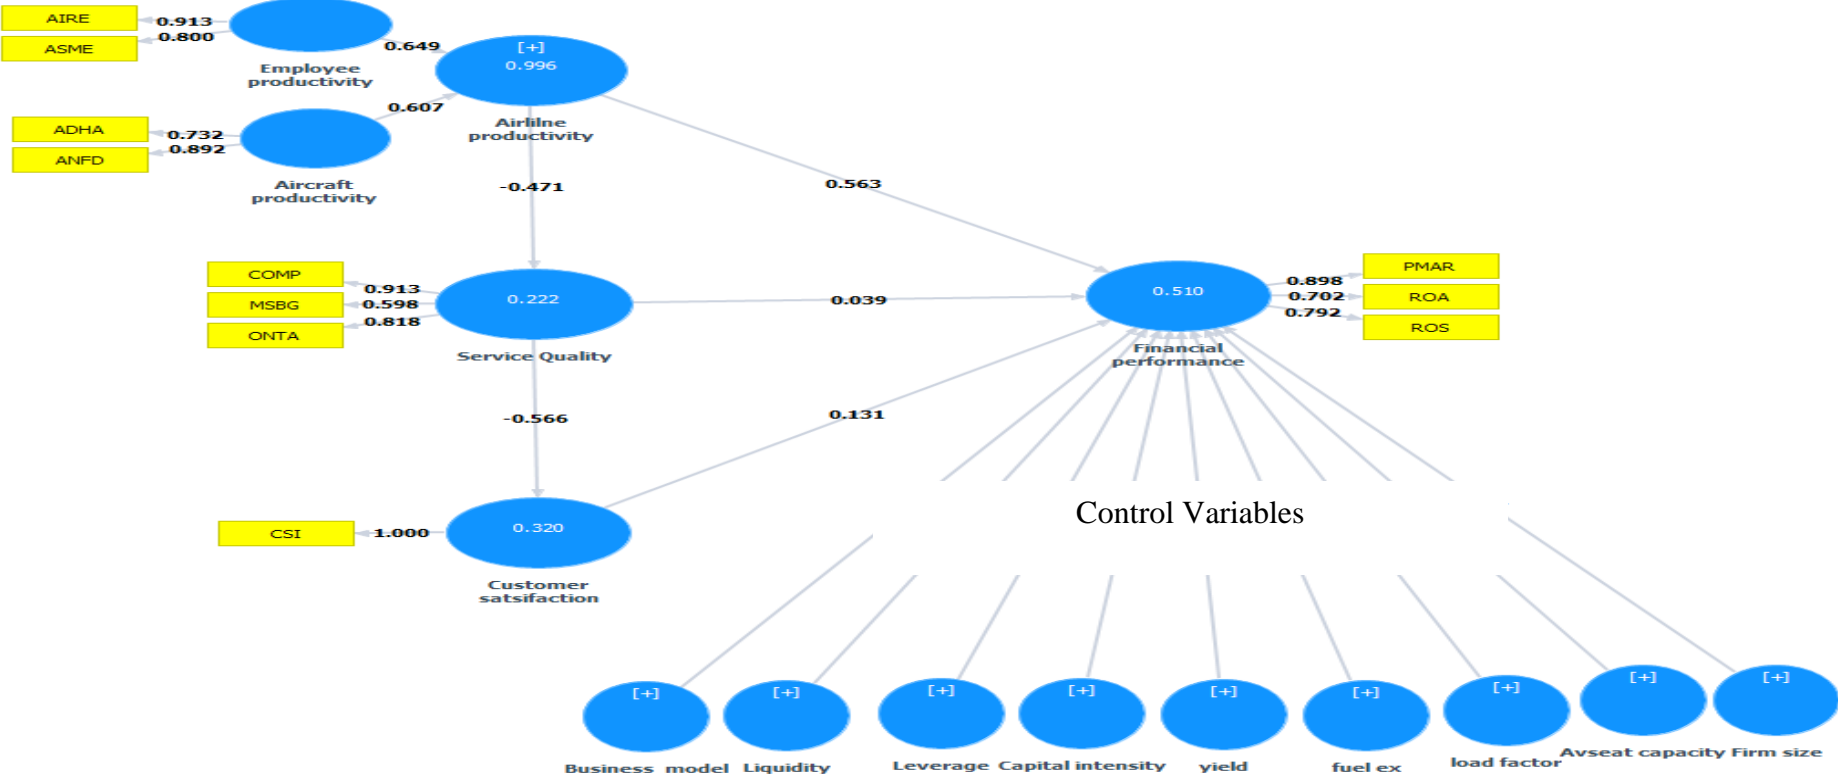 AIRE
0.913
ASME
0.800
Employee
productivity
0.649
[+]
0.996
Airlilne
productivity
ADHA
0.732
ANFD
0.892
Aircraft
productivity
0.607
-0.471
0.563
COMP
0.913
MSBG
0.598
ONTA
0.818
0.222
Service Quality
0.039
0.510
Financial
performance
0.898
PMAR
0.702
ROA
0.792
ROS
-0.566
0.131
CSI
1.000
0.320
Customer
satsifaction
Control Variables
[+]
[+]
[+]
[+]
[+]
[+]
[+]
[+]
[+]
Business model
Liquidity
Leverage
Capital intensity
yield
fuel ex
load factor
Avseat capacity
Firm size